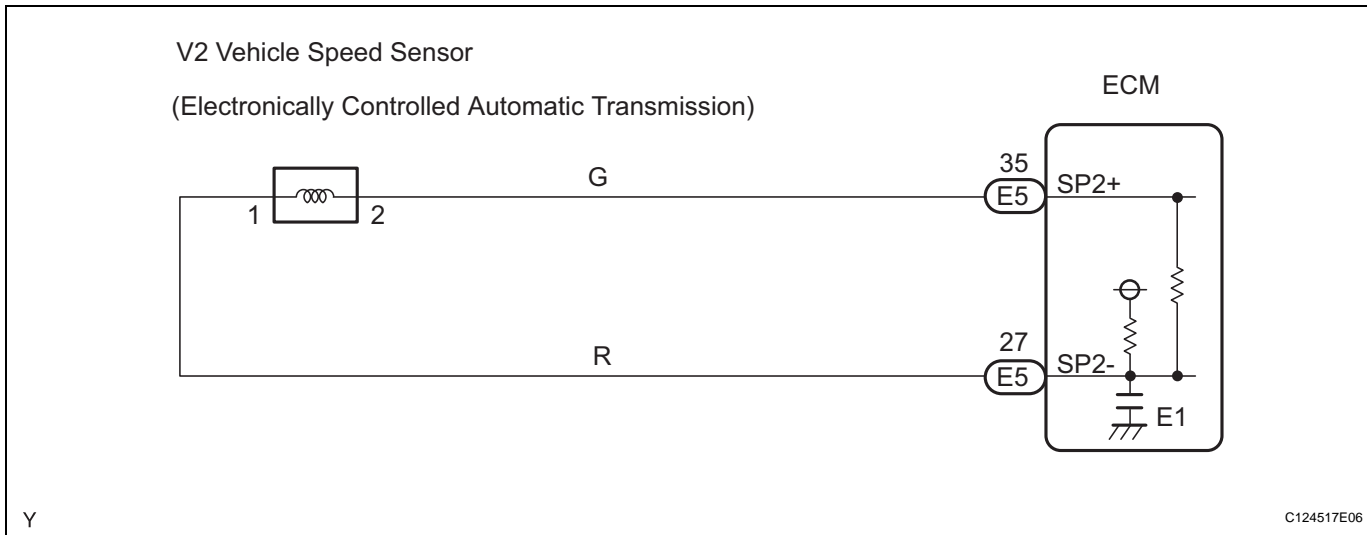 V2 Vehicle Speed Sensor
(Electronically Controlled Automatic Transmission)
ECM
35
G
E5
SP2+
1
2
27
R
E5
SP2-
E1
Y
C124517E06